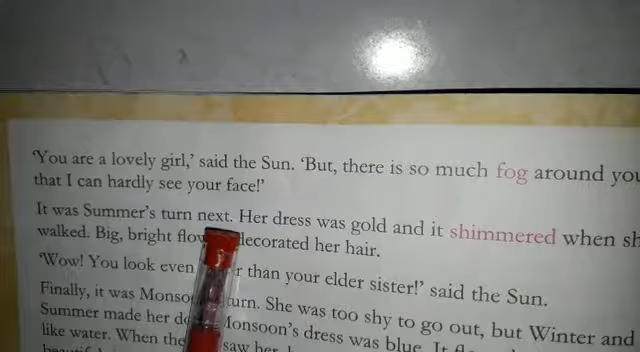 'You are a lovely girl,' said the Sun. 'But, there is so much fog around you
that I can hardly see your face!'
It was Summer's turn next. Her dress was gold and it shimmered when sh
walked. Big, bright flow decorated her hair.
'Wow! You look even r than your elder sister!' said the Sun.
Finally, it was Monsoo turn. She was too shy to go out, but Winter and
Summer made her d Monsoon's dress was blue. It
like water. When the saw her